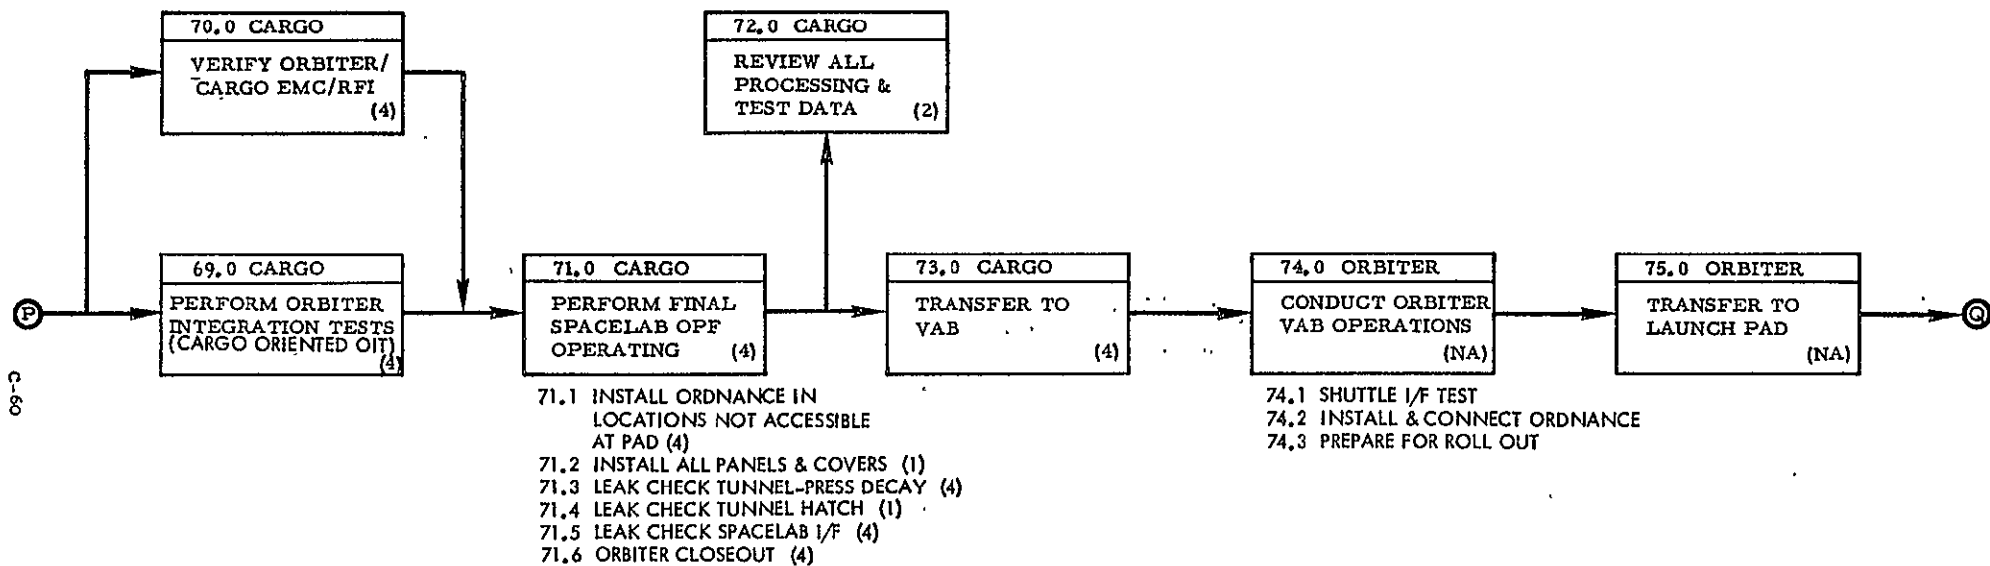 70.0 CARGO
VERIFY ORBITER/
CARGO EMC/RFI
(4)
72.0 CARGO
REVIEW ALL
PROCESSING &
TEST DATA (2)
P
69.0 CARGO
PERFORM ORBITER
INTEGRATION TESTS
(CARGO ORIENTED OIT)
(4)
71.0 CARGO
PERFORM FINAL
SPACELAB OPF
OPERATING (4)
71.1 INSTALL ORDNANCE IN
LOCATIONS NOT ACCESSIBLE
AT PAD (4)
71.2 INSTALL ALL PANELS & COVERS (1)
71.3 LEAK CHECK TUNNEL-PRESS DECAY (4)
71.4 LEAK CHECK TUNNEL HATCH (1)
71.5 LEAK CHECK SPACELAB I/F (4)
71.6 ORBITER CLOSEOUT (4)
73.0 CARGO
TRANSFER TO
VAB
(4)
74.0 ORBITER
CONDUCT ORBITER
VAB OPERATIONS
(NA)
74.1 SHUTTLE I/F TEST
74.2 INSTALL & CONNECT ORDNANCE
74.3 PREPARE FOR ROLL OUT
75.0 ORBITER
TRANSFER TO
LAUNCH PAD
(NA)
Q
C-60